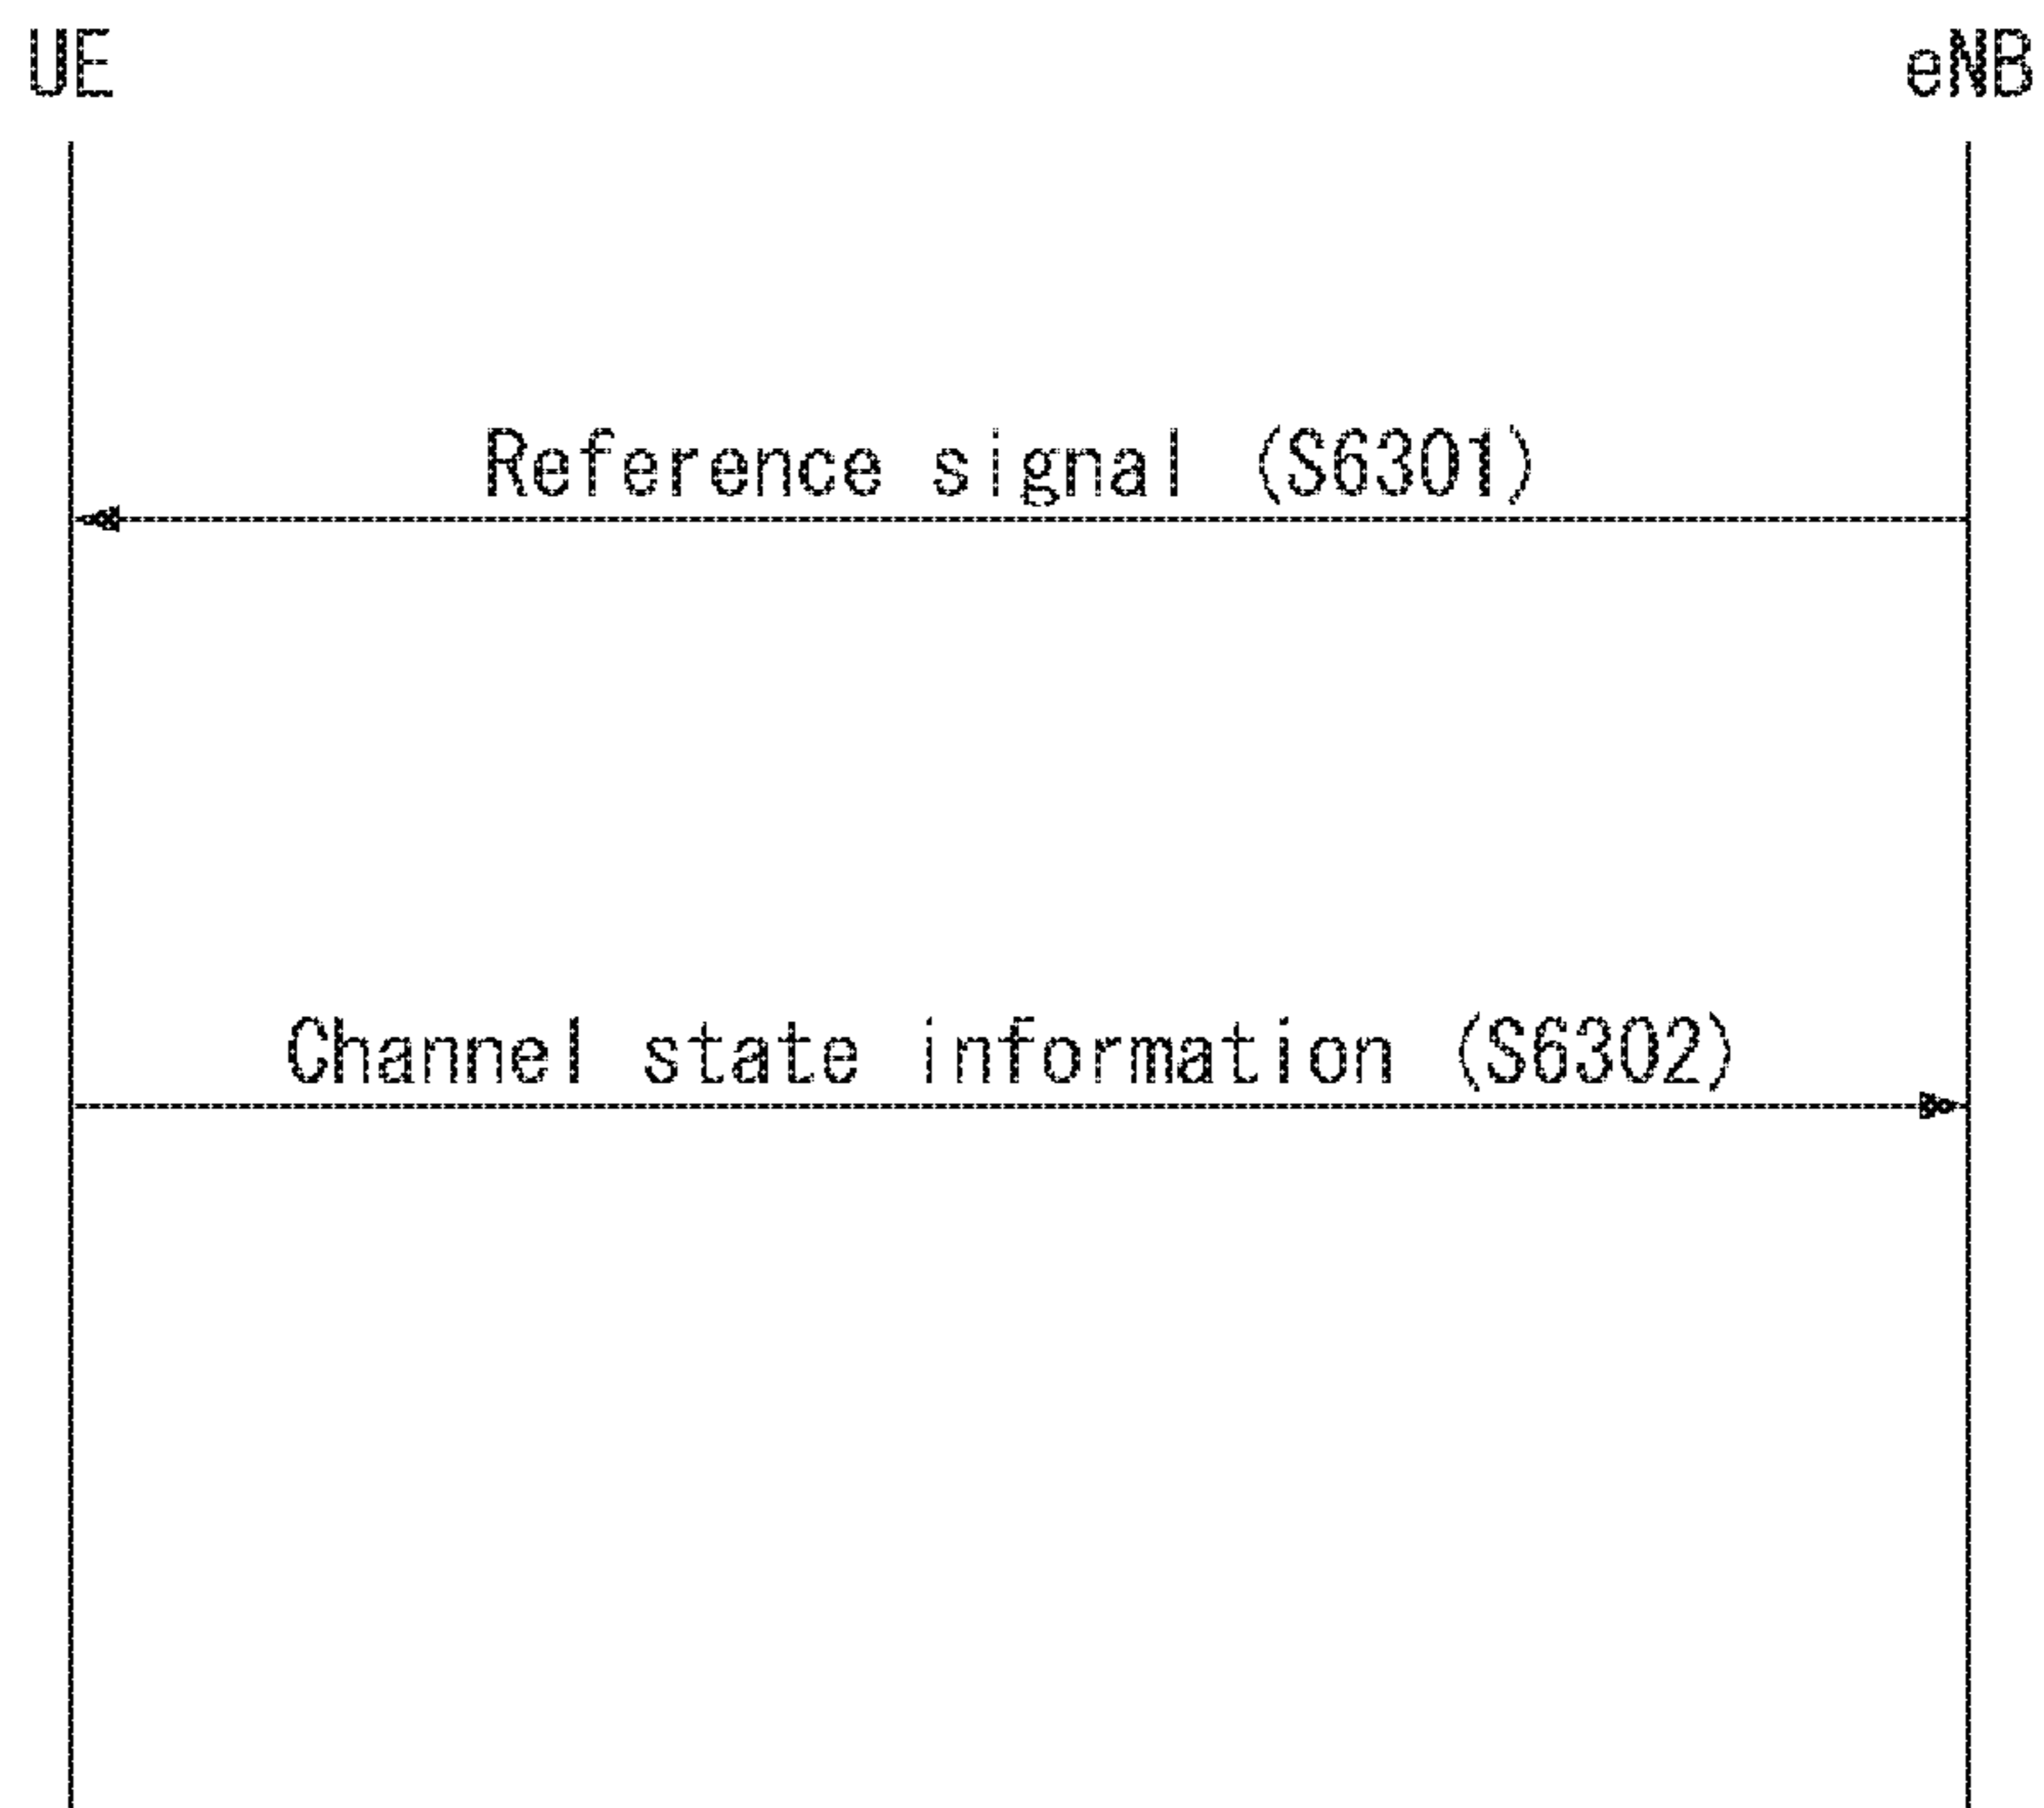 UE eNB
Reference signal (S6301)
Channel state information (S6302)